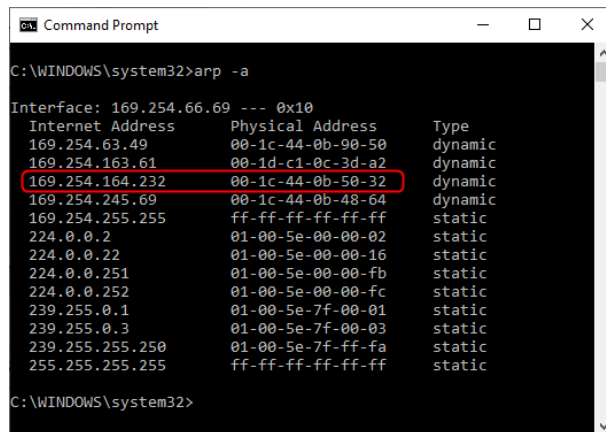 Command Prompt
C:\WINDOWS\system32>arp -a
Interface: 169.254.66.69 --- 0x10
Internet Address Physical Address Type
169.254.63.49 00-1c-44-0b-90-50 dynamic
169.254.163.61 00-1d-c1-0c-3d-a2 dynamic
169.254.164.232 00-1c-44-0b-50-32 dynamic
169.254.245.69 00-1c-44-0b-48-64 dynamic
169.254.255.255 ff-ff-ff-ff-ff-ff static
224.0.0.2 01-00-5e-00-00-02 static
224.0.0.22 01-00-5e-00-00-16 static
224.0.0.251 01-00-5e-00-00-fb static
224.0.0.252 01-00-5e-00-00-fc static
239.255.0.1 01-00-5e-7f-00-01 static
239.255.0.3 01-00-5e-7f-00-03 static
239.255.255.250 01-00-5e-7f-ff-fa static
255.255.255.255 ff-ff-ff-ff-ff-ff static
C:\WINDOWS\system32>